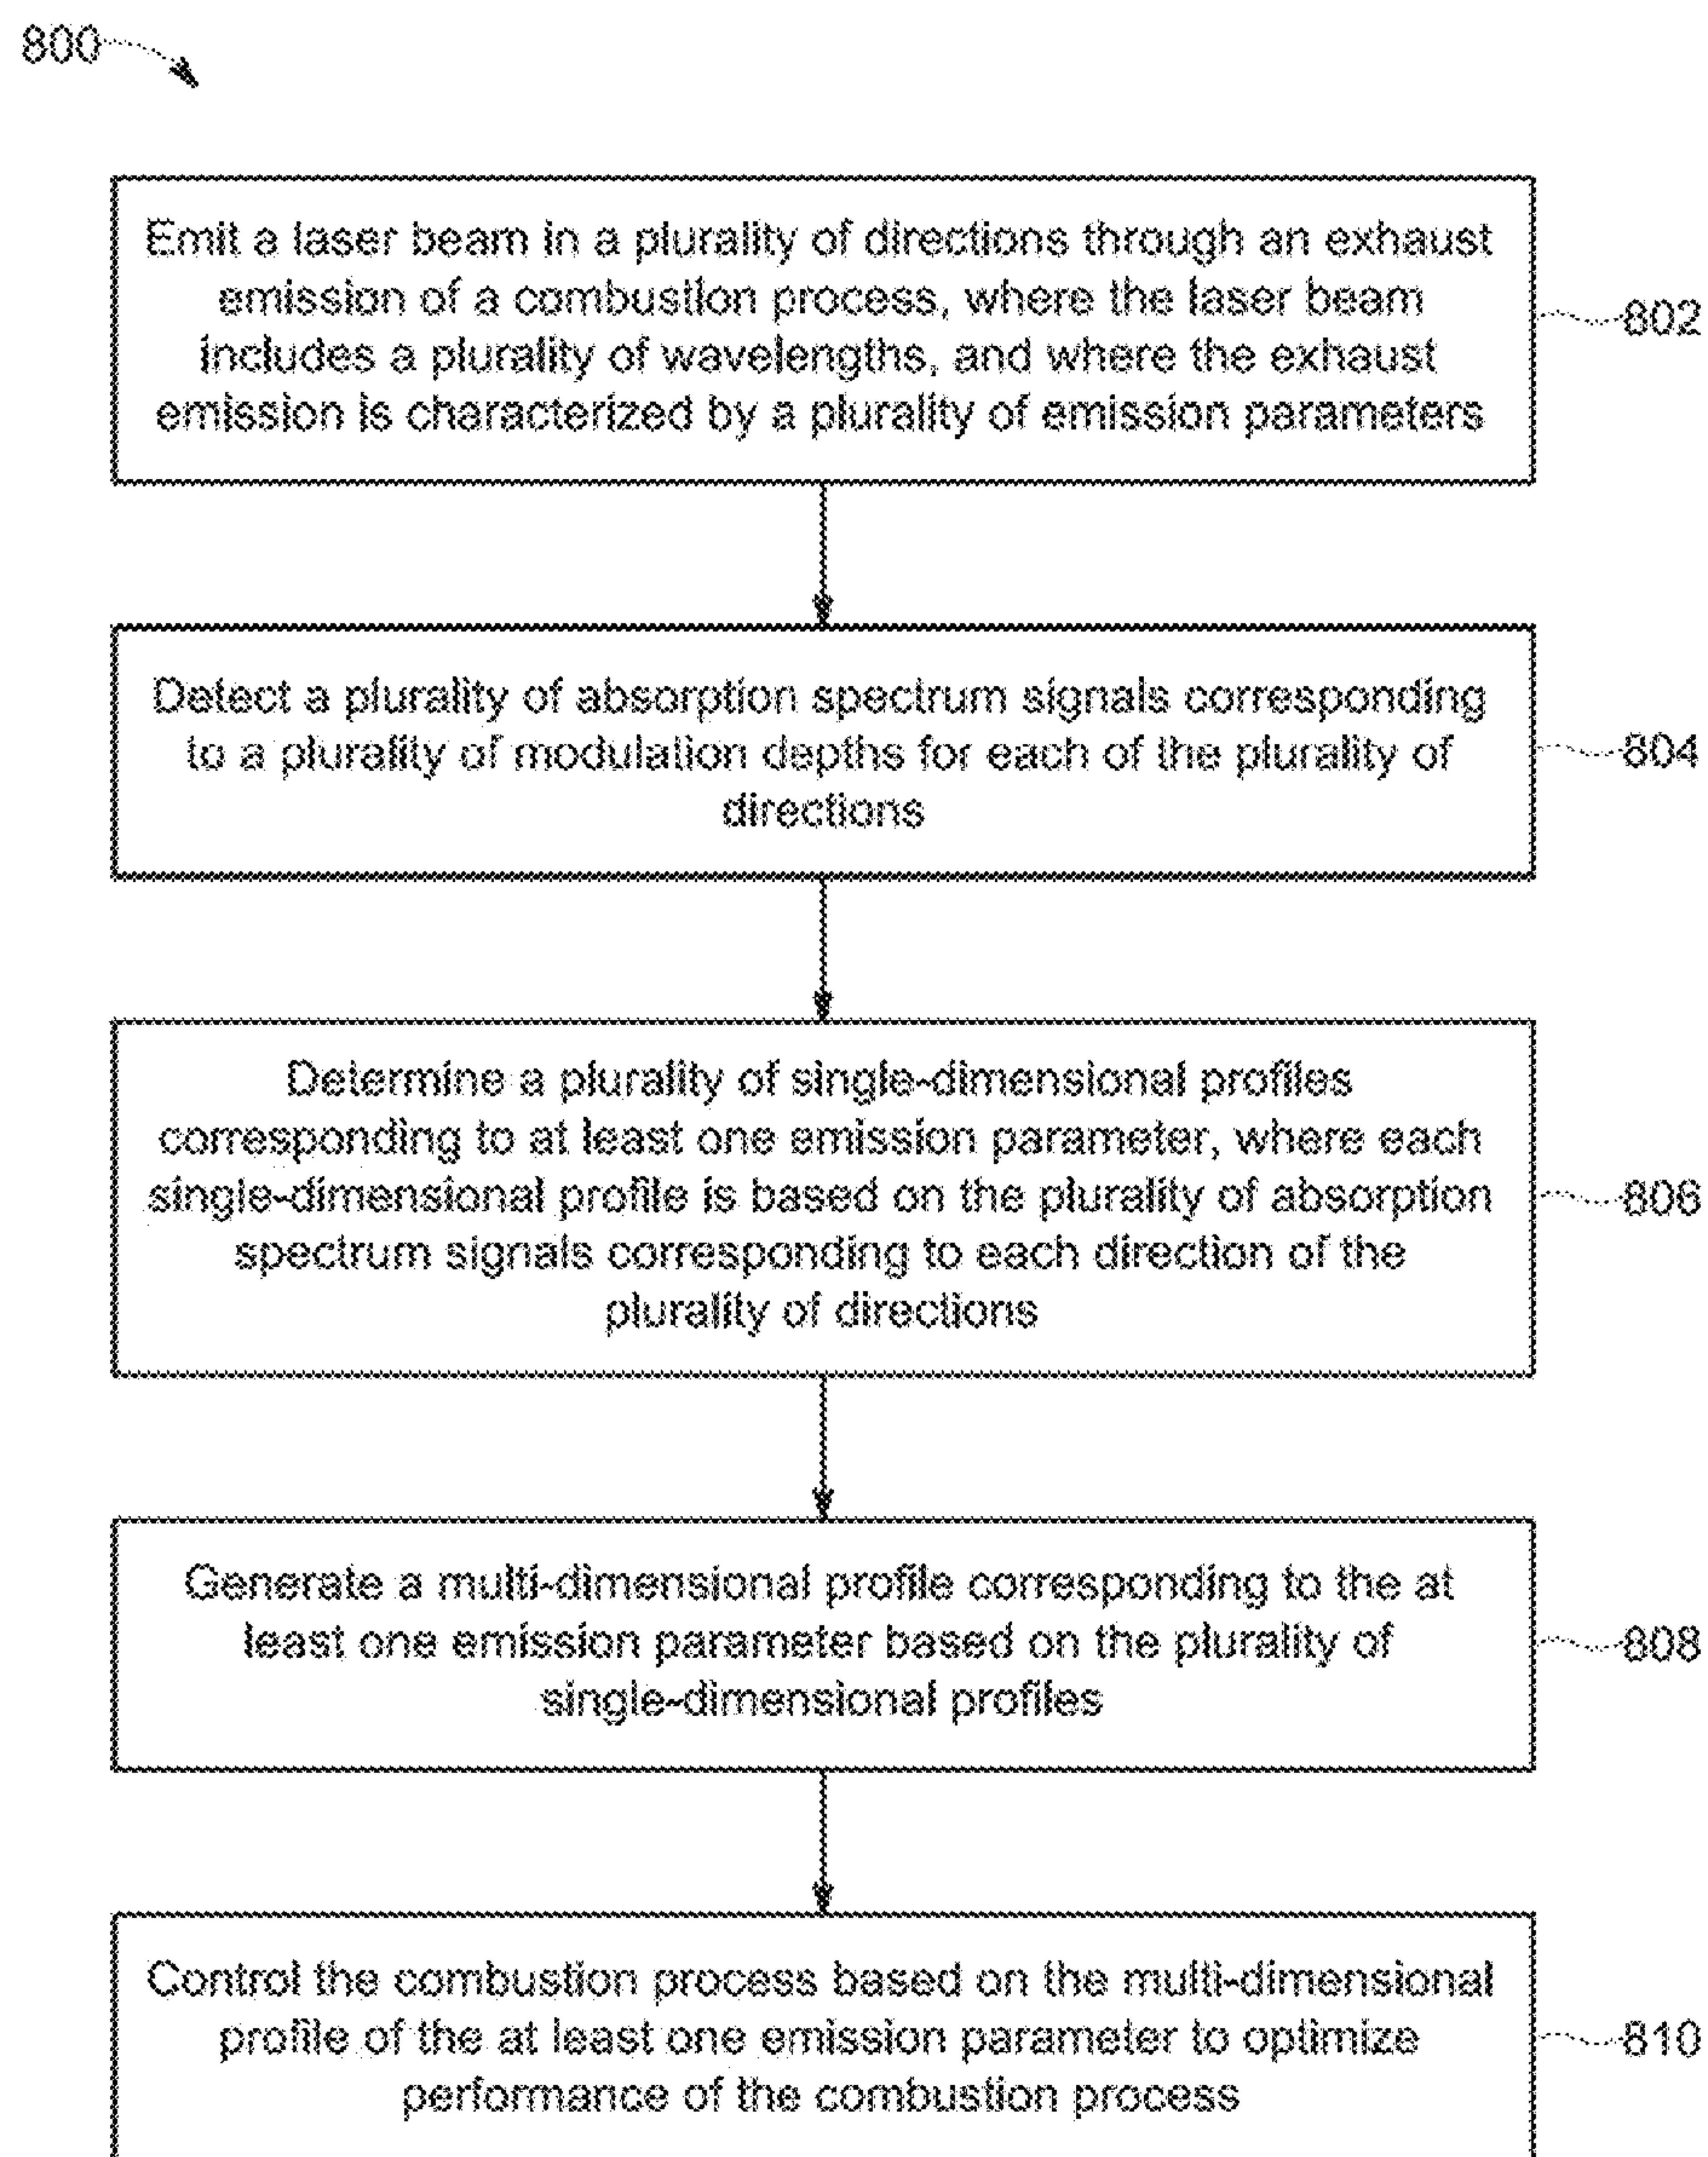 800
Emit a laser beam in a plurality of directions through an exhaust
emission of a combustion process, where the laser beam
includes a plurality of wavelengths, and where the exhaust
emission is characterized by a plurality of emission parameters
802
Detect a plurality of absorption spectrum signals corresponding
to a plurality of modulation depths for each of the plurality of
directions
804
Determine a plurality of single-dimensional profiles
corresponding to at least one emission parameter, where each
single-dimensional profile is based on the plurality of absorption
spectrum signals corresponding to each direction of the
plurality of directions
806
Generate a multi-dimensional profile corresponding to the at
least one emission parameter based on the plurality of
single-dimensional profiles
808
Control the combustion process based on the multi-dimensional
profile of the at least one emission parameter to optimize
performance of the combustion process
810